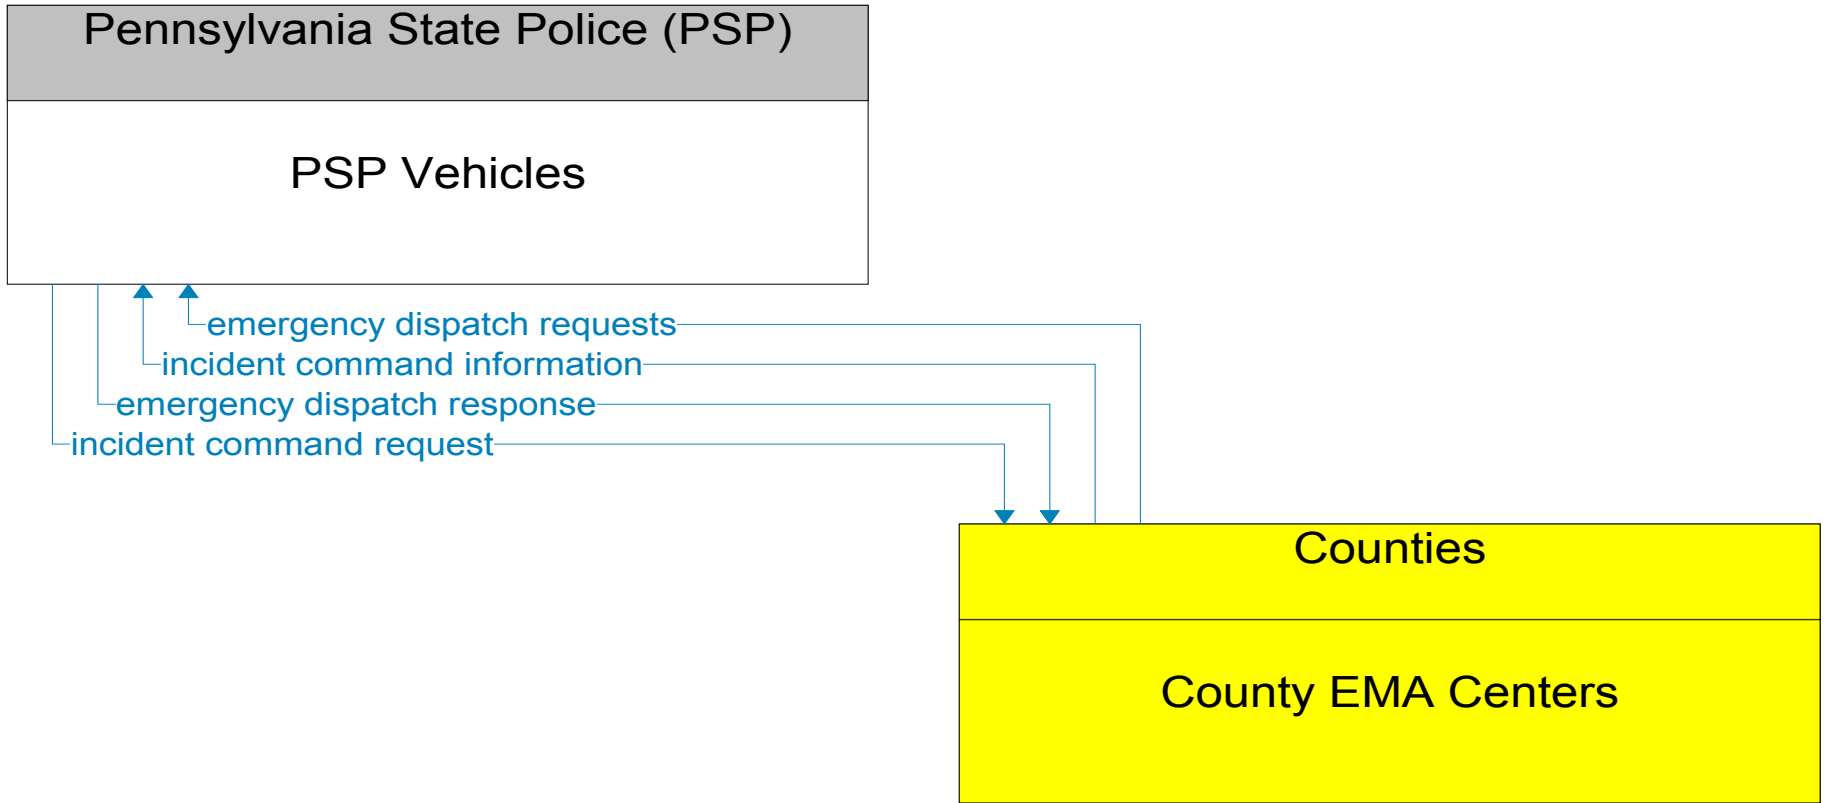 Pennsylvania State Police (PSP)
PSP Vehicles
emergency dispatch requests
incident command information
emergency dispatch response
incident command request
Counties
County EMA Centers